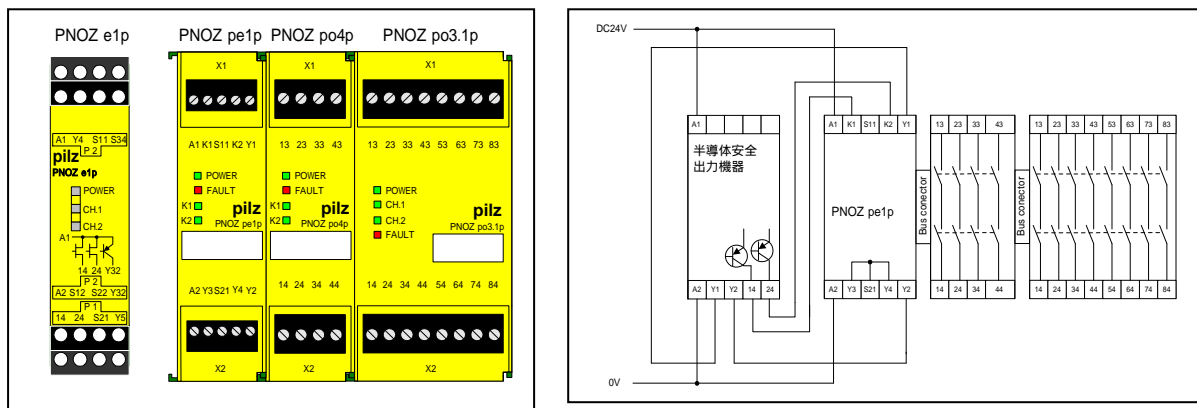 PNOZ e1p
PNOZ pe1p PNOZ po4p PNOZ po3.1p
A1 Y4 S11 S34
P 2
pilz
PNOZ e1p
POWER
CH.1
CH.2
A1
14 24 Y32
P 2
A2 S12 S22 Y32
P 1
14 24 S21 Y5
X1
A1 K1 S11 K2 Y1
POWER
FAULT
K1
K2
pilz
PNOZ pe1p
A2 Y3 S21 Y4 Y2
X2
X1
13 23 33 43
POWER
FAULT
K1
K2
pilz
PNOZ po4p
14 24 34 44
X2
X1
13 23 33 43 53 63 73 83
POWER
CH.1
CH.2
FAULT
pilz
PNOZ po3.1p
14 24 34 44 54 64 74 84
X2
DC24V
A1
半導体安全
出力機器
A2 Y1 Y2 14 24
A1 K1 S11 K2 Y1
PNOZ pe1p
A2 Y3 S21 Y4 Y2
Bus conector
13 23 33 43
14 24 34 44
Bus conector
13 23 33 43 53 63 73 83
14 24 34 44 54 64 74 84
0V